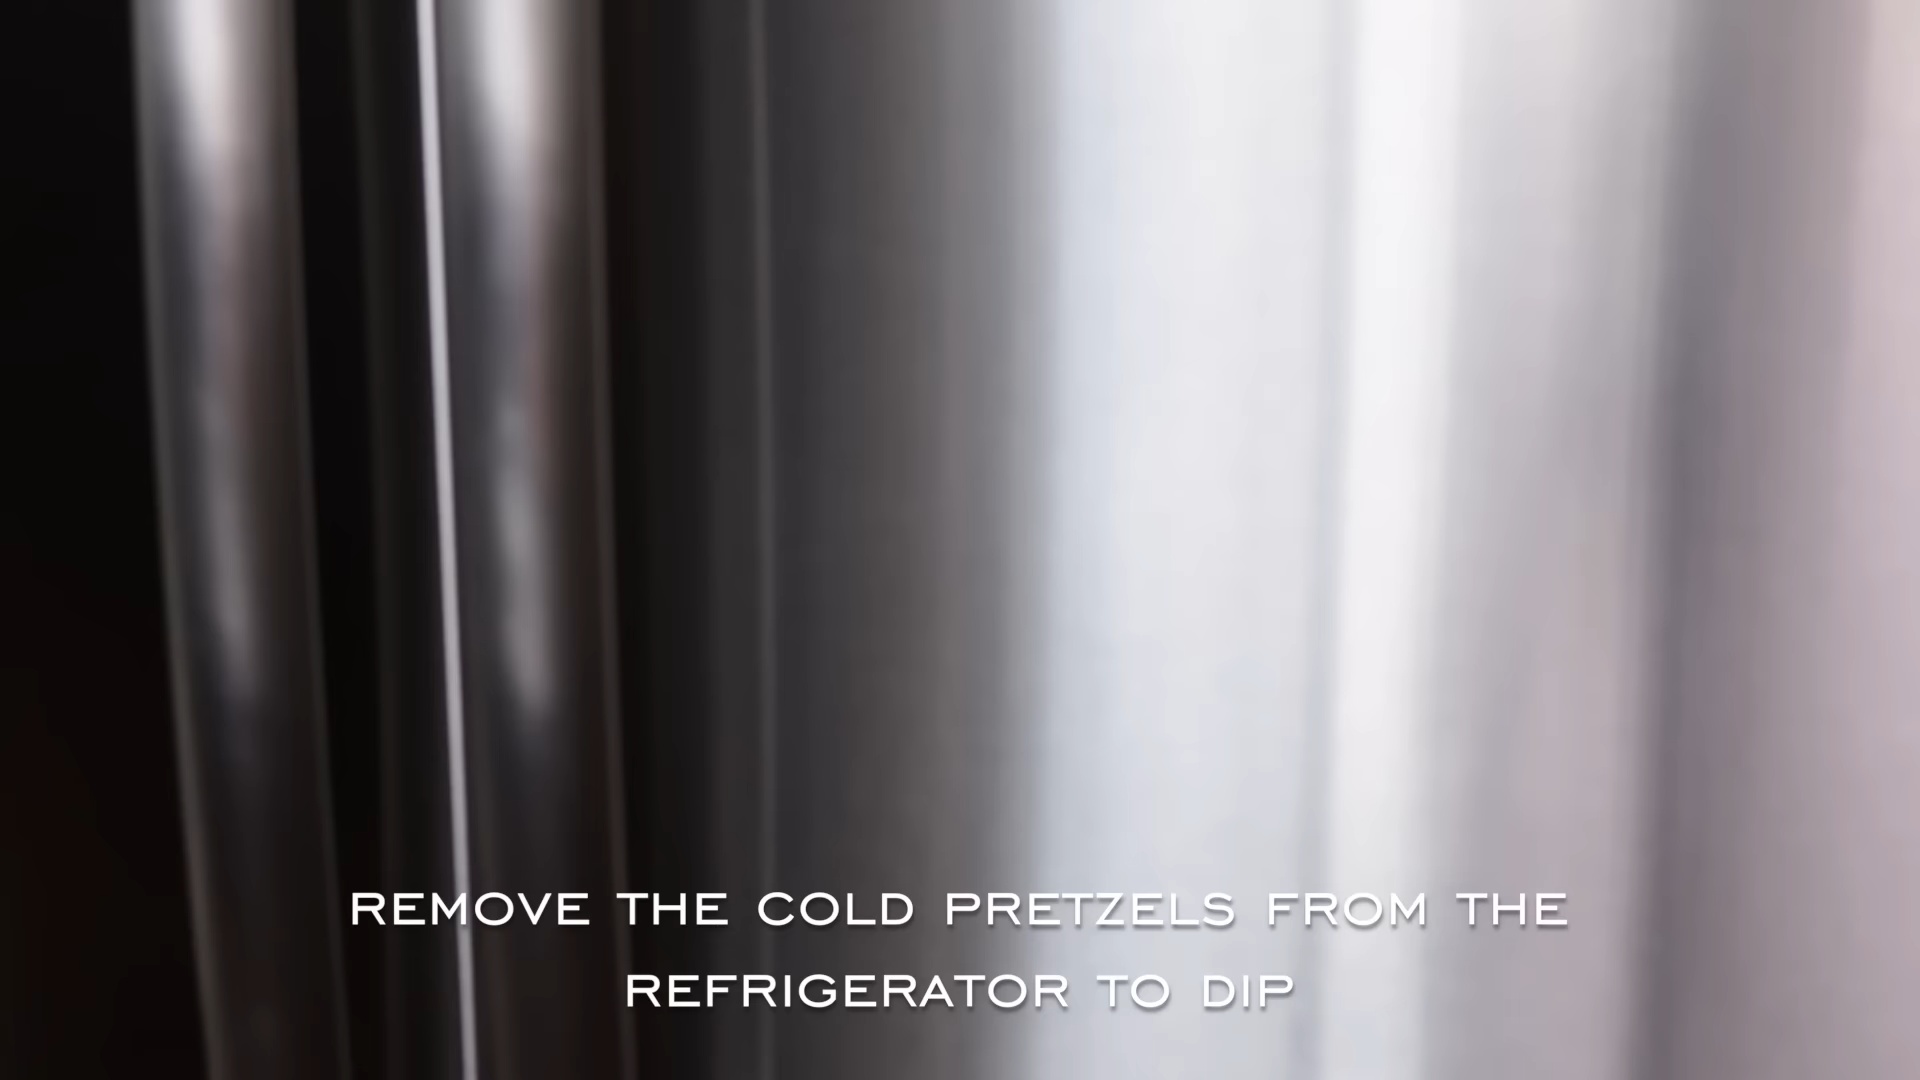 REMOVE THE COLD PRETZELS FROM THE
REFRIGERATOR TO DIP